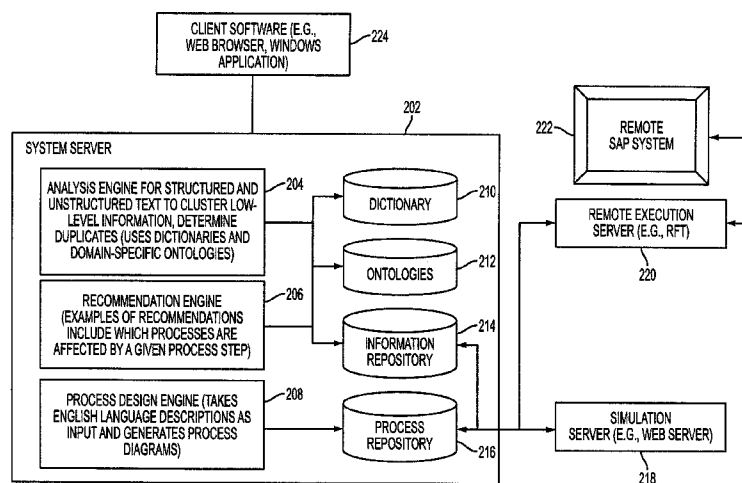 CLIENT SOFTWARE (E.G.,
WEB BROWSER, WINDOWS
APPLICATION)
224
202
SYSTEM SERVER
ANALYSIS ENGINE FOR STRUCTURED AND
UNSTRUCTURED TEXT TO CLUSTER LOW-
LEVEL INFORMATION, DETERMINE
DUPLICATES (USES DICTIONARIES AND
DOMAIN-SPECIFIC ONTOLOGIES)
204
DICTIONARY
210
RECOMMENDATION ENGINE
(EXAMPLES OF RECOMMENDATIONS
INCLUDE WHICH PROCESSES ARE
AFFECTED BY A GIVEN PROCESS STEP)
206
ONTOLOGIES
212
INFORMATION
REPOSITORY
214
PROCESS DESIGN ENGINE (TAKES
ENGLISH LANGUAGE DESCRIPTIONS AS
INPUT AND GENERATES PROCESS
DIAGRAMS)
208
PROCESS
REPOSITORY
216
222
REMOTE
SAP SYSTEM
REMOTE EXECUTION
SERVER (E.G., RFT)
220
SIMULATION
SERVER (E.G., WEB SERVER)
218